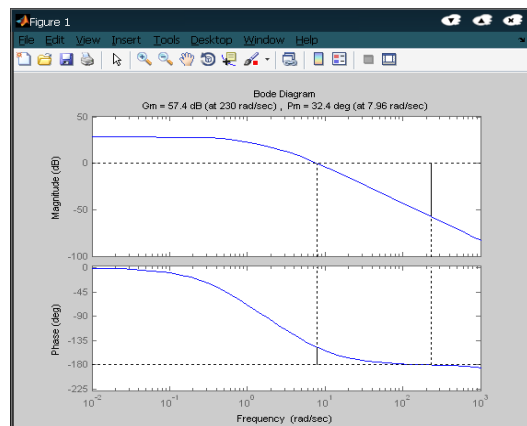 Figure 1
File Edit View Insert Tools Desktop Window Help
Bode Diagram
Gm = 57.4 dB (at 230 rad/sec) , Pm = 32.4 deg (at 7.96 rad/sec)
Magnitude (dB)
50
0
-50
-100
Phase (deg)
0
-45
-90
-135
-180
-225
10^-2 10^-1 10^0 10^1 10^2 10^3
Frequency (rad/sec)